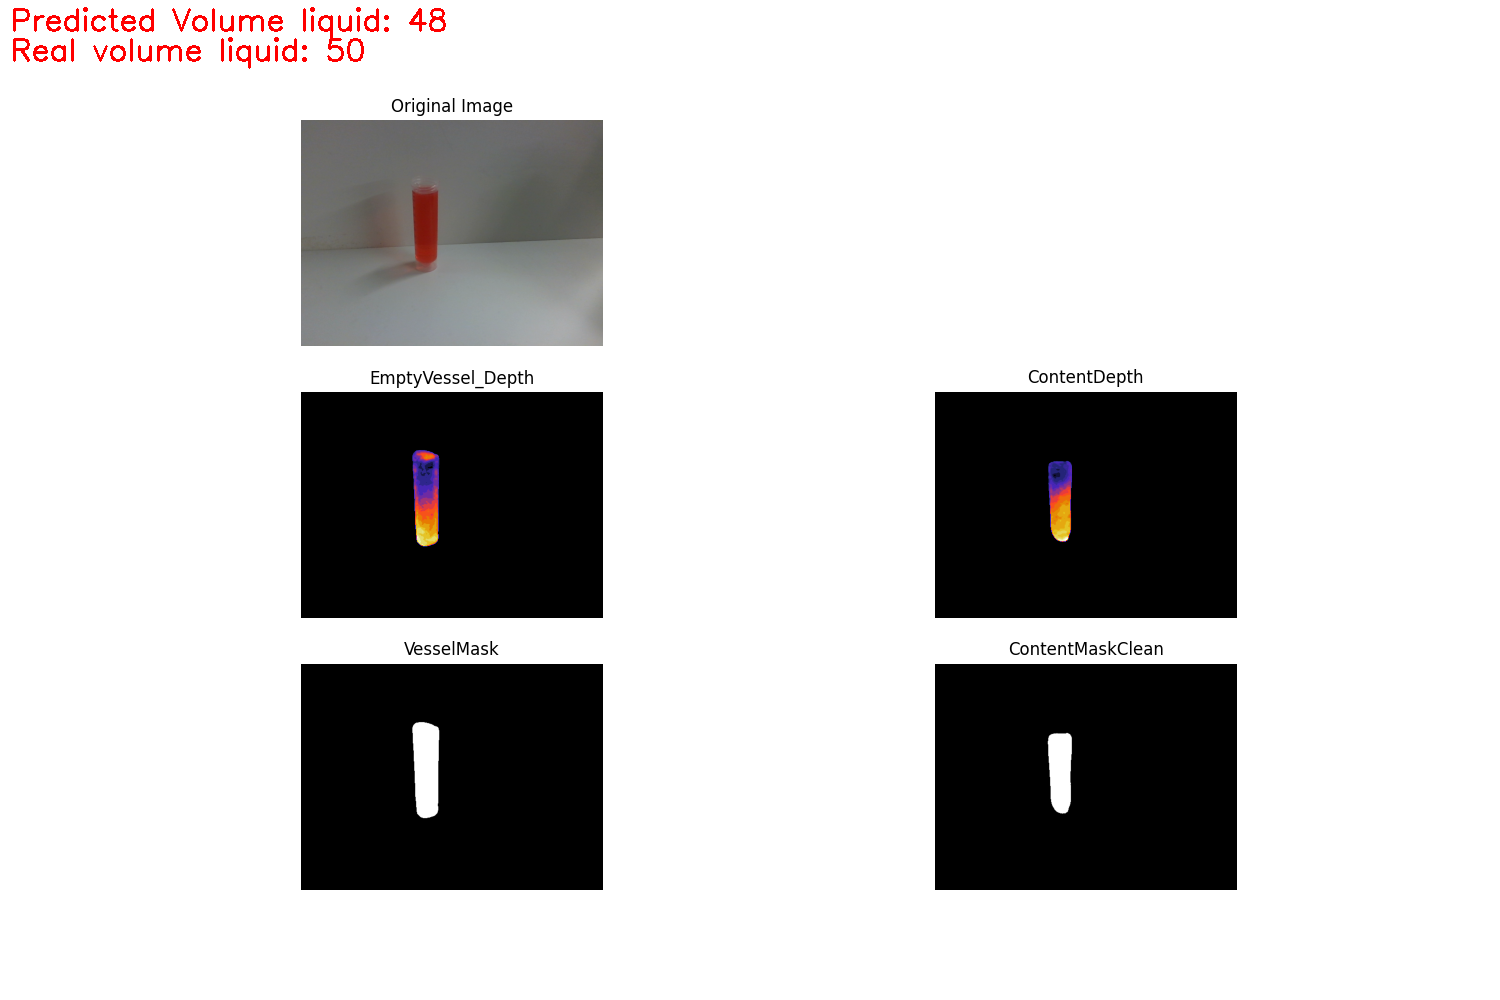 Predicted Volume liquid: 48
Real volume liquid: 50
Original Image
EmptyVessel_Depth
ContentDepth
VesselMask
ContentMaskClean